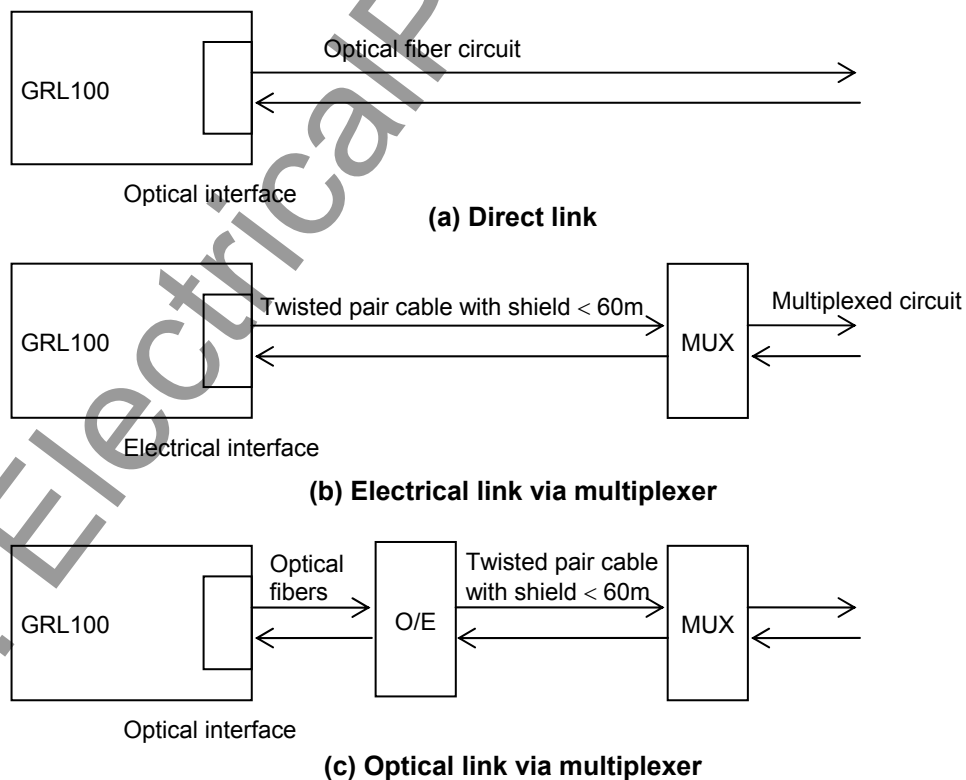 Optical fiber circuit
GRL100
Optical interface
(a) Direct link
Twisted pair cable with shield < 60m
Multiplexed circuit
GRL100
MUX
Electrical interface
(b) Electrical link via multiplexer
Optical
fibers
Twisted pair cable
with shield < 60m
GRL100
O/E
MUX
Optical interface
(c) Optical link via multiplexer
ElectricalP